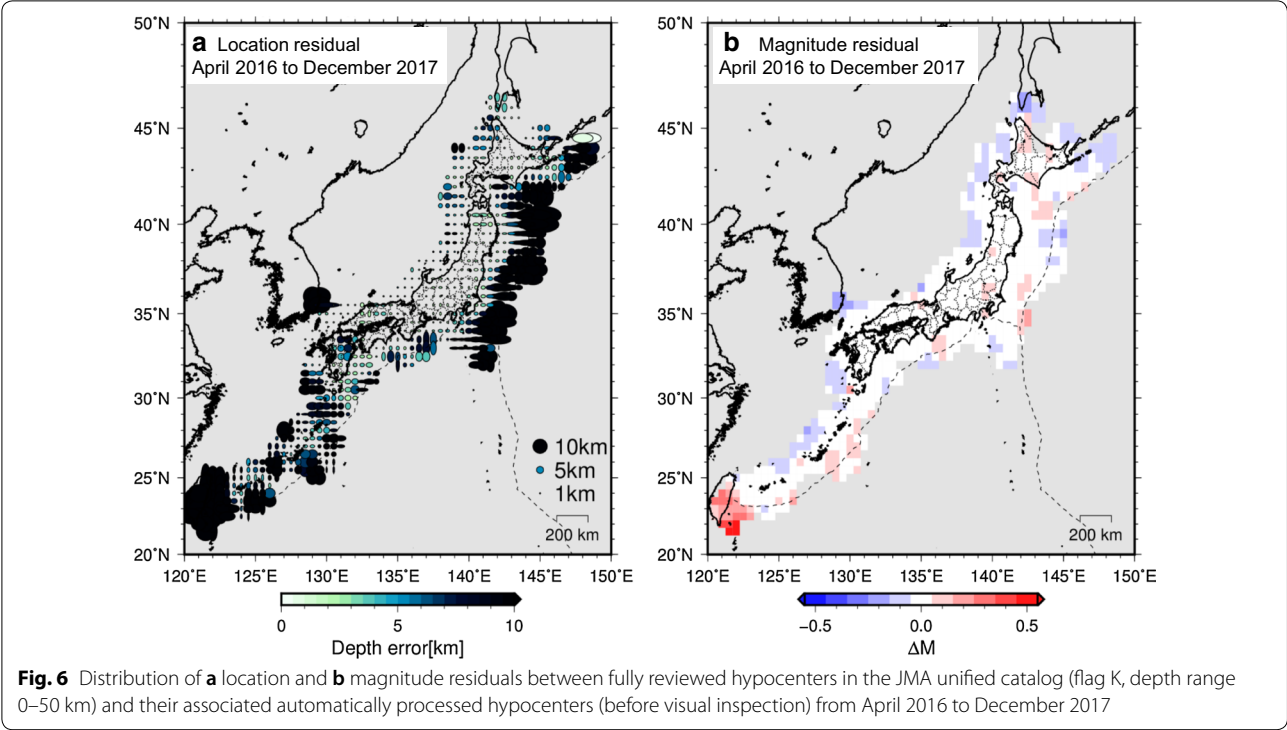 a Location residual
April 2016 to December 2017
50°N
45°N
40°N
35°N
30°N
25°N
20°N
10km
5km
1km
200 km
120°E 125°E 130°E 135°E 140°E 145°E 150°E
0 5 10
Depth error[km]
b Magnitude residual
April 2016 to December 2017
50°N
45°N
40°N
35°N
30°N
25°N
20°N
200 km
120°E 125°E 130°E 135°E 140°E 145°E 150°E
−0.5 0.0 0.5
ΔM
Fig. 6 Distribution of a location and b magnitude residuals between fully reviewed hypocenters in the JMA unified catalog (flag K, depth range
0–50 km) and their associated automatically processed hypocenters (before visual inspection) from April 2016 to December 2017